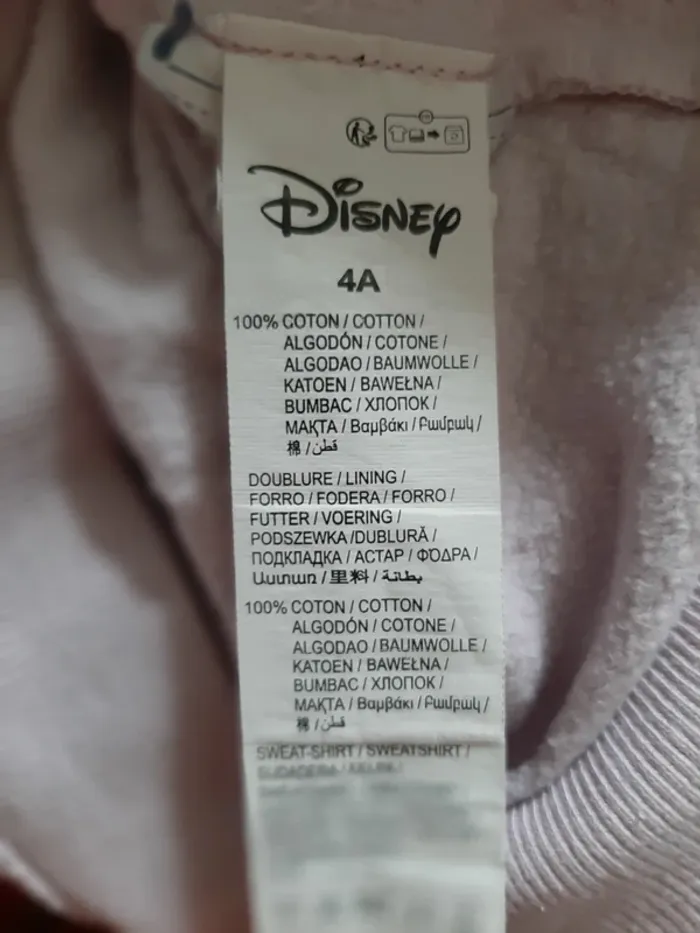 DISNEY
4A
100% COTON / COTTON /
ALGODÓN / COTONE /
ALGODAO / BAUMWOLLE /
KATOEN / BAWEŁNA /
BUMBAC / ХЛОПОК /
МАҚТА / Βαμβάκι / Բամբակ /
棉 / قطن
DOUBLURE / LINING /
FORRO / FODERA / FORRO /
FUTTER / VOERING /
PODSZEWKA /DUBLURĂ /
ПОДКЛАДКА / АСТАР / ΦΌΔΡΑ /
Աստառ / 里料 / بطانة
100% COTON / COTTON /
ALGODÓN / COTONE /
ALGODAO / BAUMWOLLE /
KATOEN / BAWEŁNA /
BUMBAC / ХЛОПОК /
МАҚТА / Βαμβάκι / Բամբակ /
棉 / قطن
SWEAT-SHIRT / SWEATSHIRT /
SUDADERA /